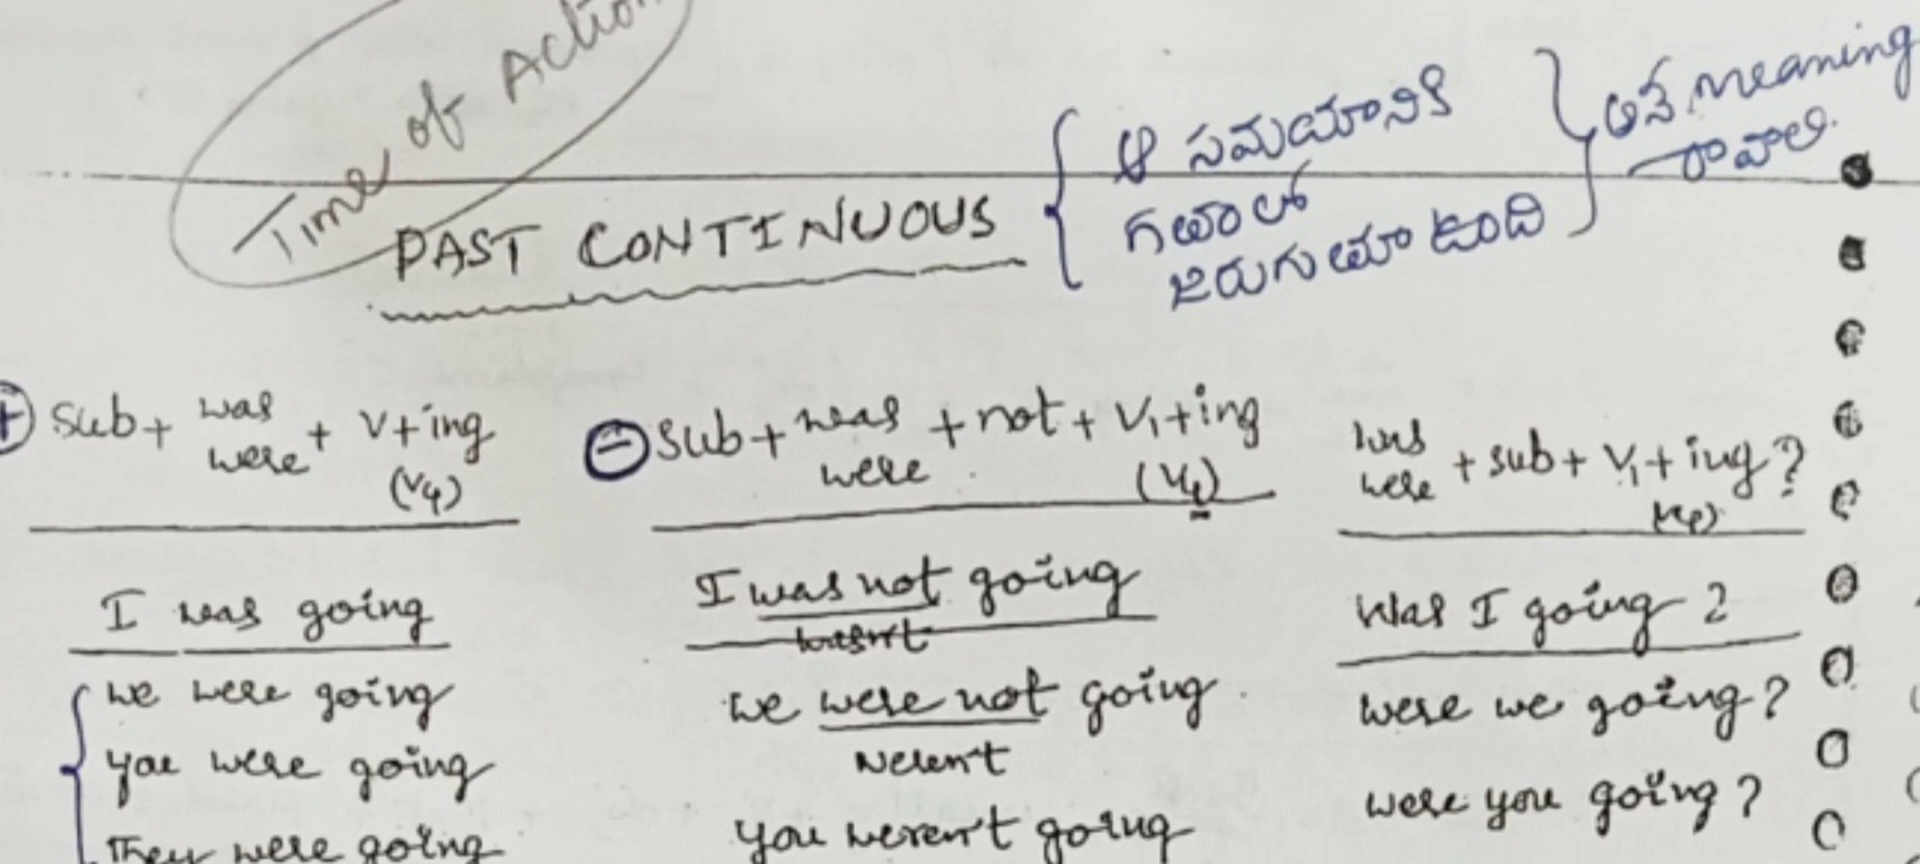 Time of Action
PAST CONTINUOUS
{ ఆ సమయానికి
గతంలో
జరుగుతూ ఉంది }
అనే meaning
రావాలి.
+ Sub + was / were + V+ing
(V4)
I was going
we were going
you were going
They were going
- Sub + was / were + not + V1+ing
(V4)
I was not going
wasn't
we were not going
weren't
you weren't going
was / were + sub + V1+ing?
Was I going?
were we going?
were you going?